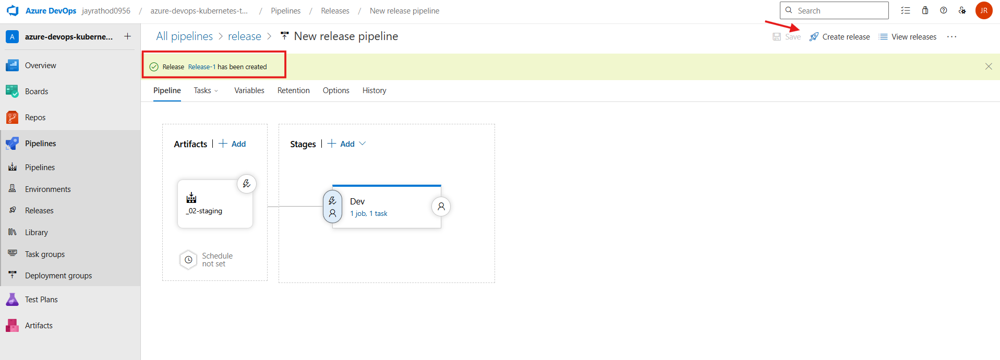 Azure DevOps jayrathod0956 / azure-devops-kubernetes-t... / Pipelines / Releases / New release pipeline
Search
JR
A azure-devops-kuberne... +
All pipelines > release > New release pipeline
Save Create release View releases ...
Overview
Boards
Repos
Pipelines
Pipelines
Environments
Releases
Library
Task groups
Deployment groups
Test Plans
Artifacts
Release Release-1 has been created
Pipeline Tasks Variables Retention Options History
Artifacts | + Add
_02-staging
Schedule
not set
Stages | + Add
Dev
1 job, 1 task